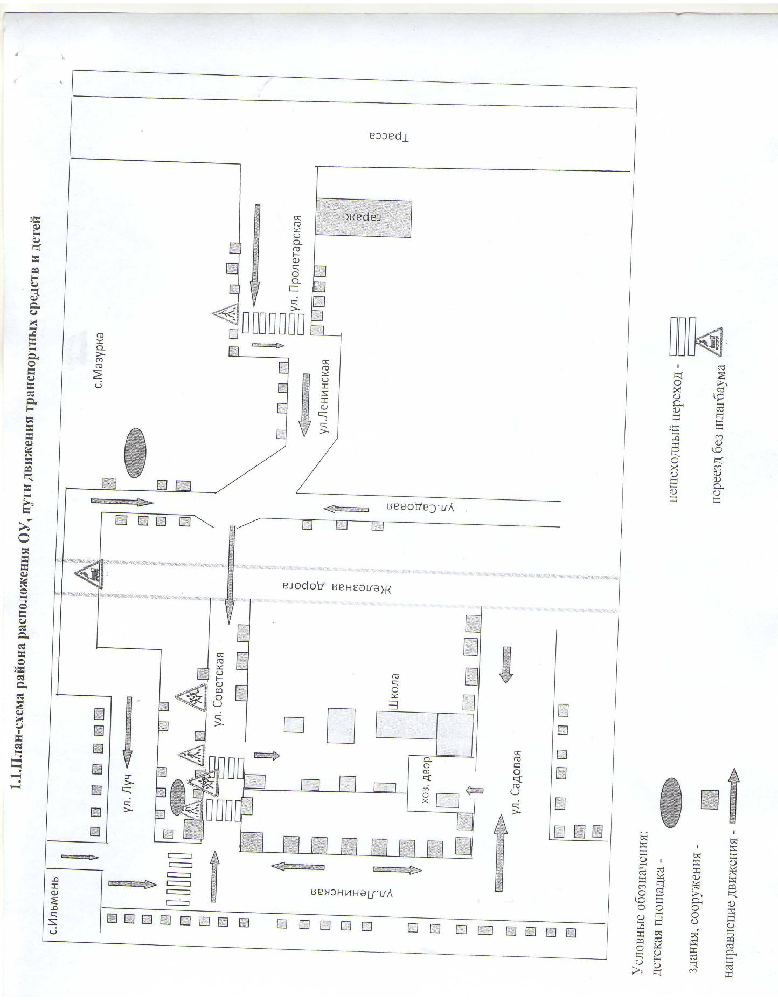 1.1.План-схема района расположения ОУ, пути движения транспортных средств и детей
с.Ильмень
с.Мазурка
ул. Луч
ул. Советская
Железная дорога
ул.Садовая
ул.Ленинская
ул. Пролетарская
гараж
Трасса
Школа
хоз. двор
ул.Ленинская
ул. Садовая
Условные обозначения:
детская площадка -
здания, сооружения -
направление движения -
пешеходный переход -
переезд без шлагбаума